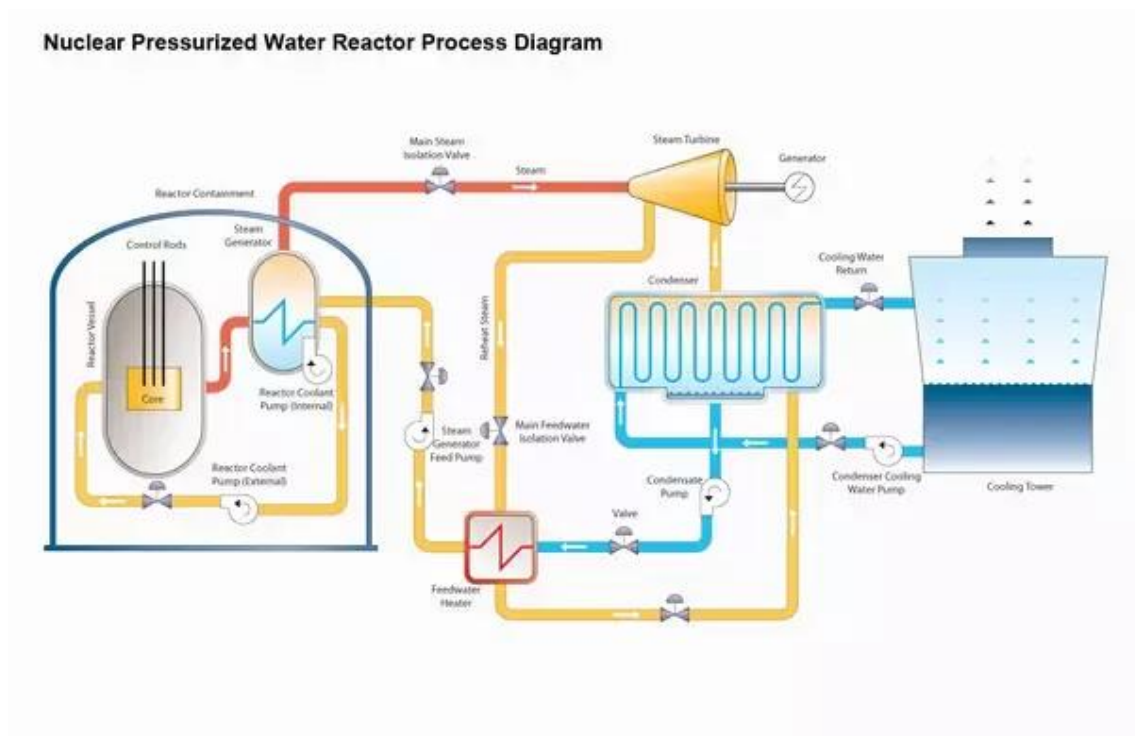 Nuclear Pressurized Water Reactor Process Diagram
Main Steam
Isolation Valve
Steam
Steam Turbine
Generator
Reactor Containment
Steam
Generator
Control Rods
Reactor Vessel
Core
Reactor Coolant
Pump (Internal)
Reactor Coolant
Pump (External)
Steam
Generator
Feed Pump
Reheat Steam
Main Feedwater
Isolation Valve
Condenser
Cooling Water
Return
Condensate
Pump
Valve
Condenser Cooling
Water Pump
Cooling Tower
Feedwater
Heater